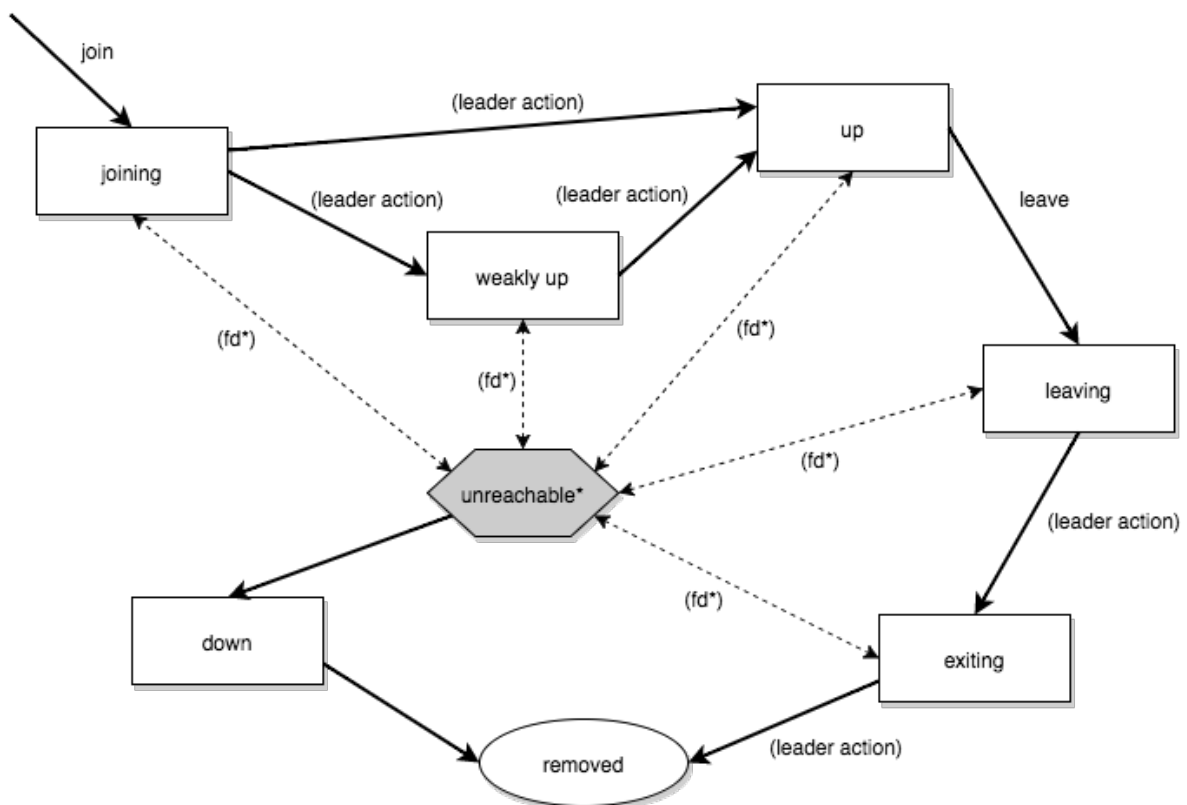 join
(leader action)
up
joining
(leader action)
(leader action)
leave
weakly up
(fd*)
(fd*)
(fd*)
leaving
(fd*)
unreachable*
(leader action)
(fd*)
down
exiting
(leader action)
removed